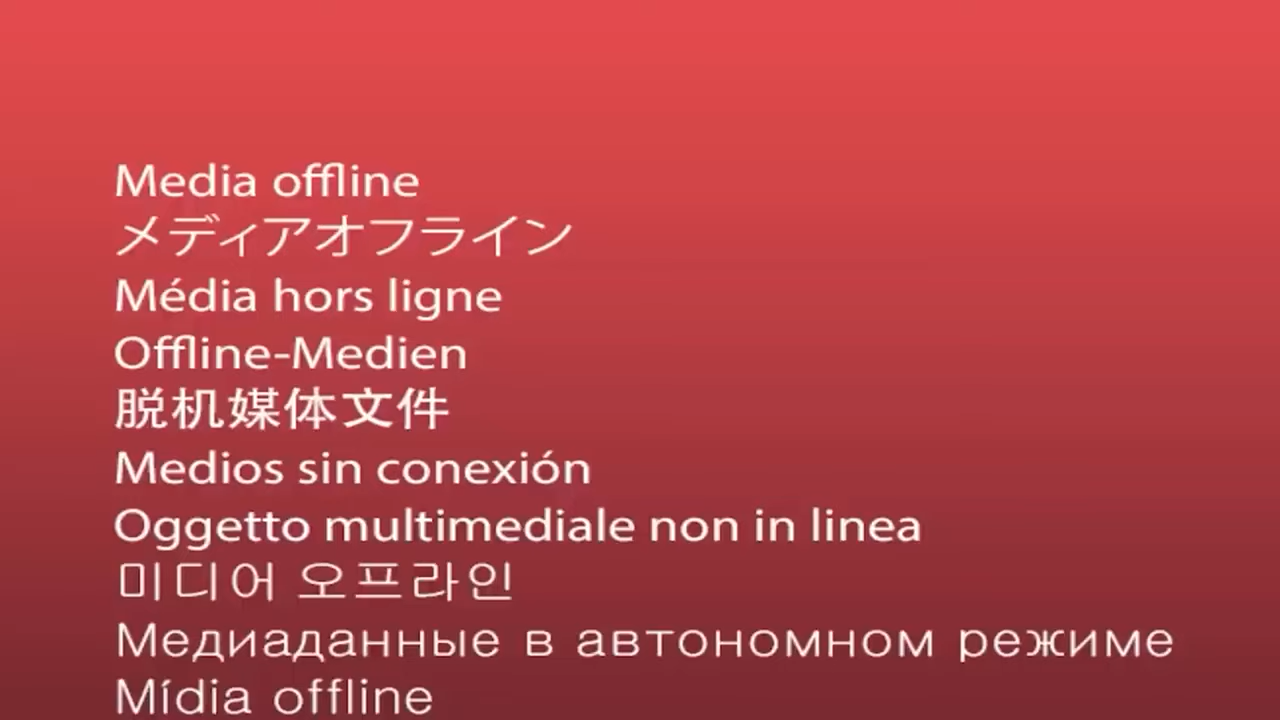 Media offline
メディアオフライン
Média hors ligne
Offline-Medien
脱机媒体文件
Medios sin conexión
Oggetto multimediale non in linea
미디어 오프라인
Медиаданные в автономном режиме
Mídia offline